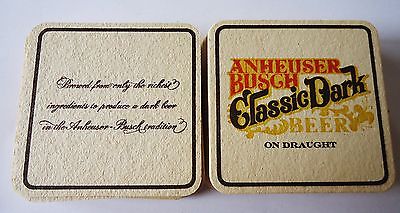 Brewed from only the richest
ingredients to produce a dark beer
in the Anheuser-Busch tradition
ANHEUSER
BUSCH
Classic Dark
BEER
ON DRAUGHT